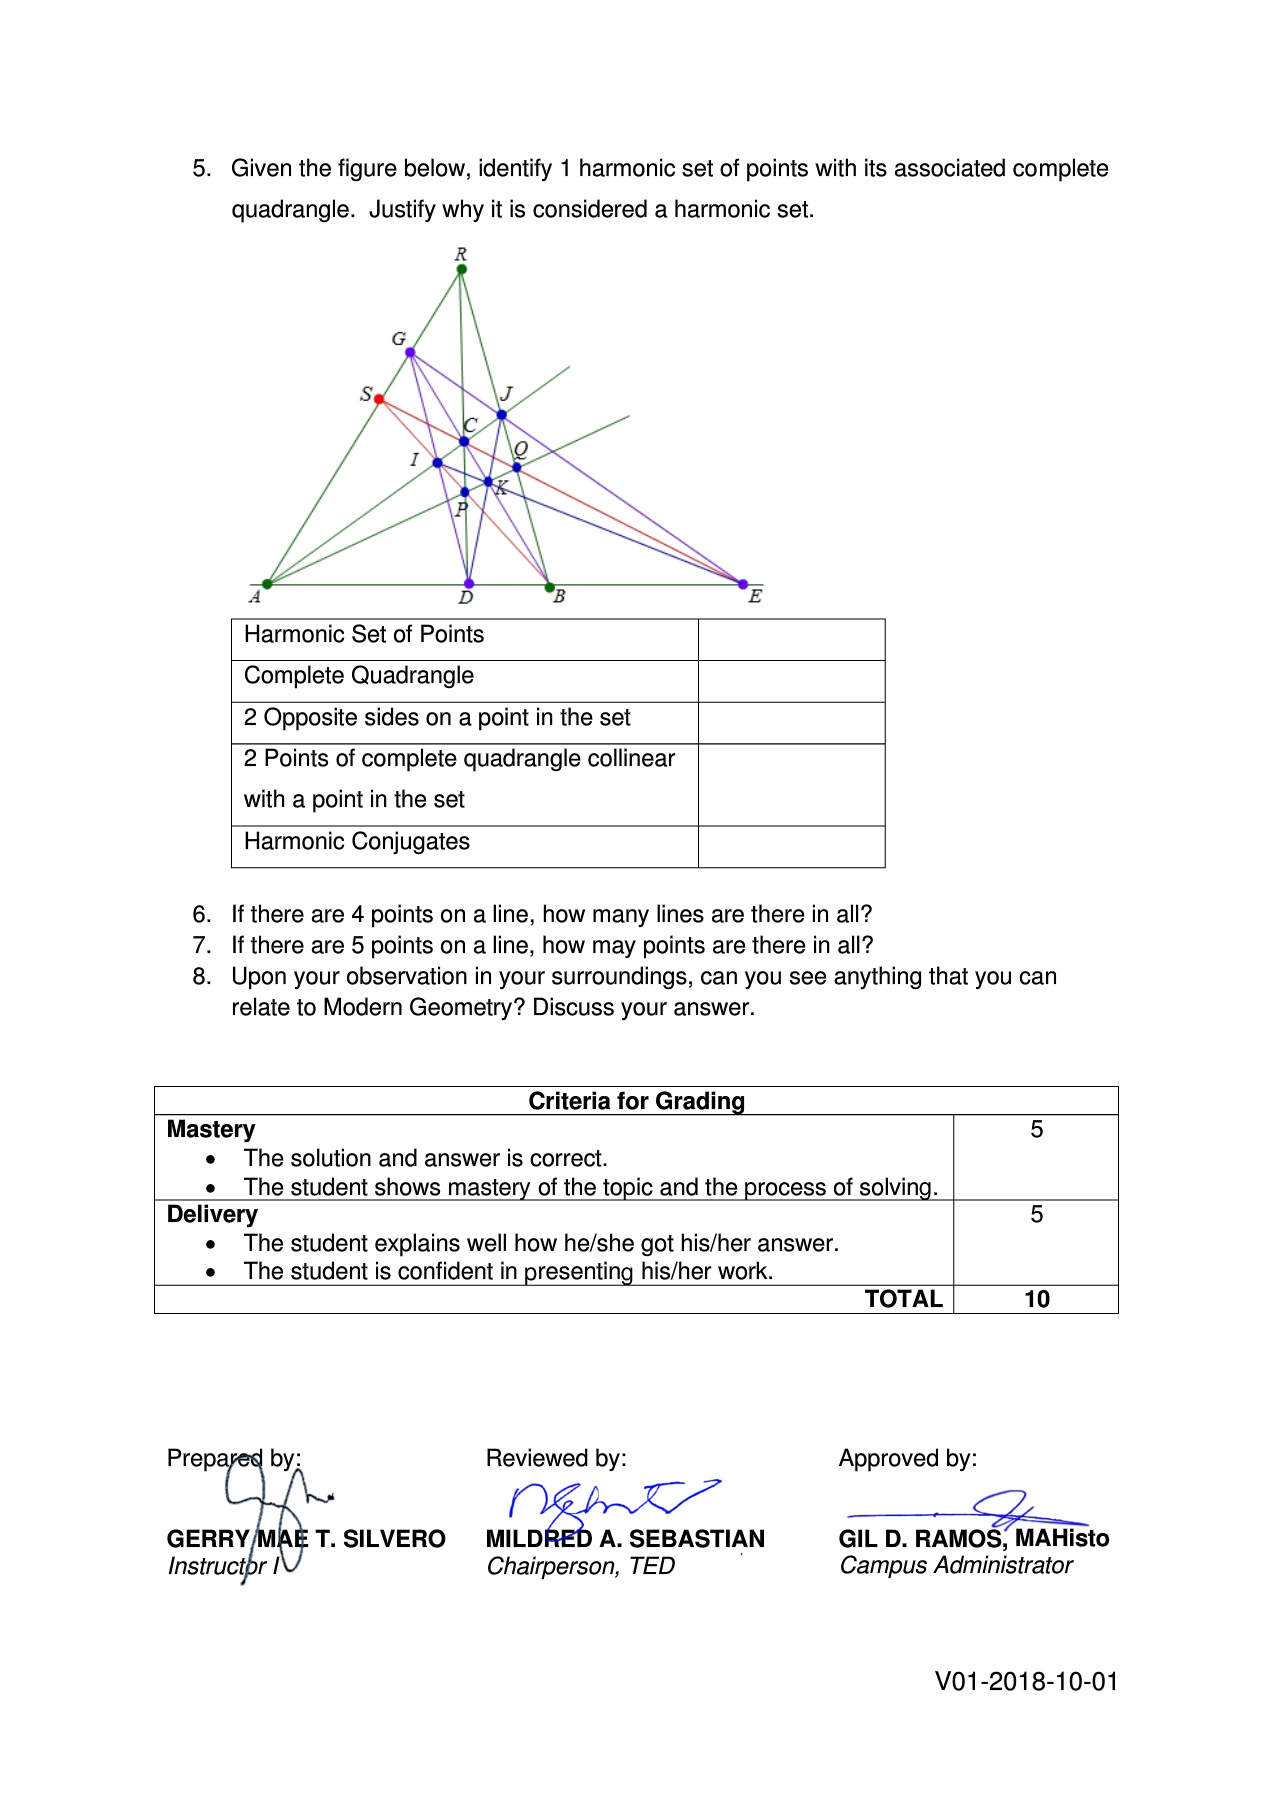 5. Given the figure below, identify 1 harmonic set of points with its associated complete
quadrangle. Justify why it is considered a harmonic set.
R
G
S
J
C
Q
I
K
P
A
D
B
E
Harmonic Set of Points
Complete Quadrangle
2 Opposite sides on a point in the set
2 Points of complete quadrangle collinear
with a point in the set
Harmonic Conjugates
6. If there are 4 points on a line, how many lines are there in all?
7. If there are 5 points on a line, how may points are there in all?
8. Upon your observation in your surroundings, can you see anything that you can
relate to Modern Geometry? Discuss your answer.
Criteria for Grading
Mastery 5
• The solution and answer is correct.
• The student shows mastery of the topic and the process of solving.
Delivery 5
• The student explains well how he/she got his/her answer.
• The student is confident in presenting his/her work.
TOTAL 10
Prepared by: Reviewed by: Approved by:
GERRY MAE T. SILVERO MILDRED A. SEBASTIAN GIL D. RAMOS, MAHisto
Instructor I Chairperson, TED Campus Administrator
V01-2018-10-01